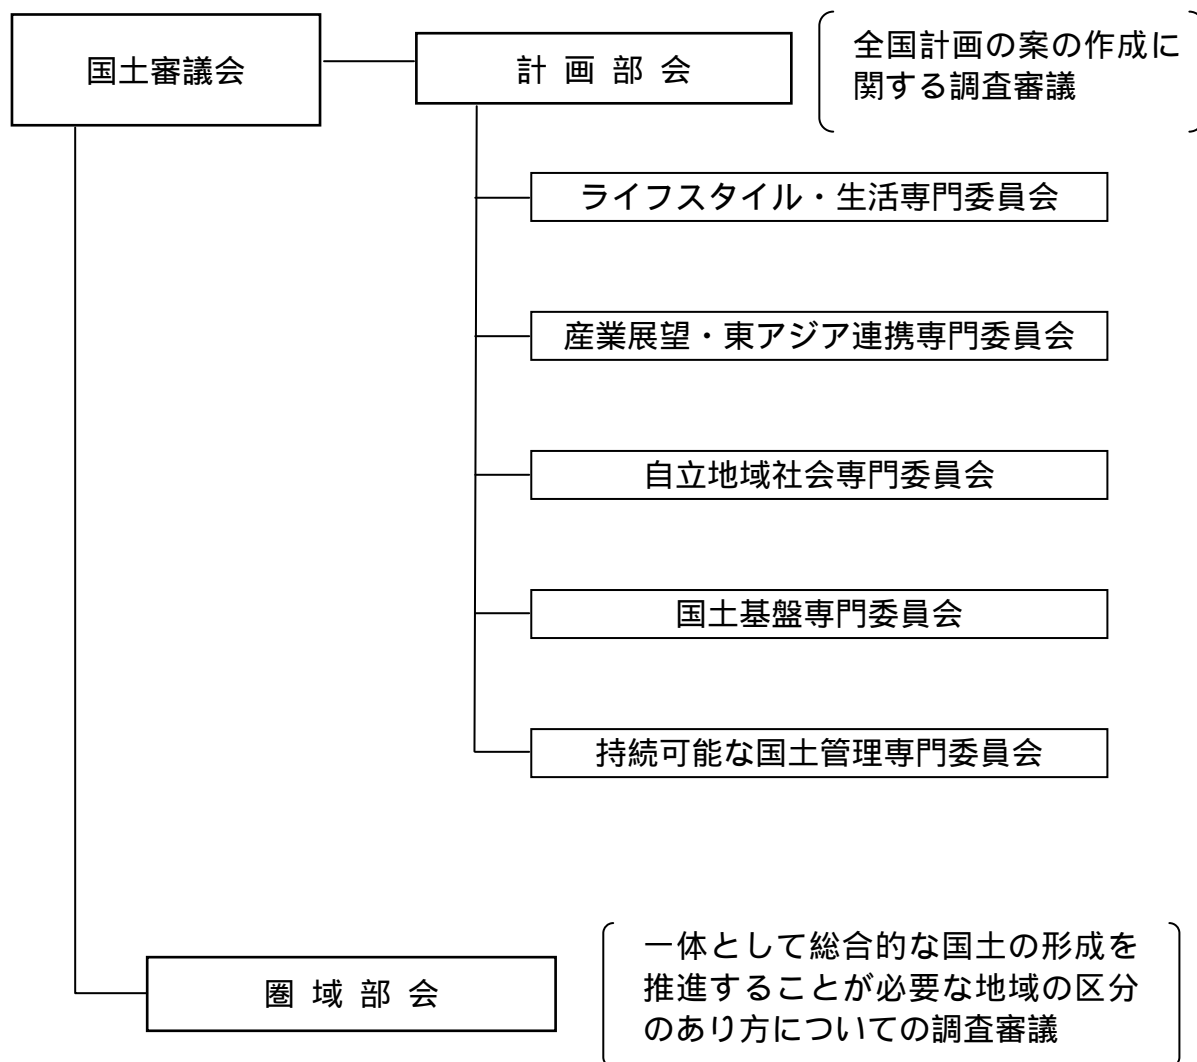 国土審議会
計 画 部 会
全国計画の案の作成に
関する調査審議
ライフスタイル・生活専門委員会
産業展望・東アジア連携専門委員会
自立地域社会専門委員会
国土基盤専門委員会
持続可能な国土管理専門委員会
圏 域 部 会
一体として総合的な国土の形成を
推進することが必要な地域の区分
のあり方についての調査審議